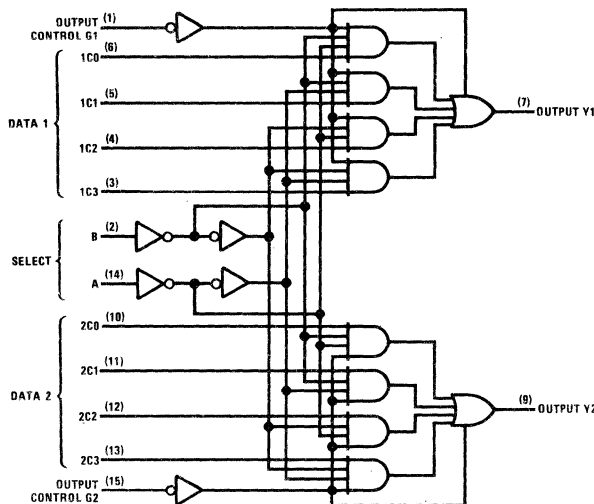 OUTPUT (1)
CONTROL G1
(6)
1C0
(5)
1C1
DATA 1
(4)
1C2
(3)
1C3
(7)
OUTPUT Y1
B (2)
SELECT
A (14)
2C0 (10)
2C1 (11)
DATA 2
2C2 (12)
2C3 (13)
(9)
OUTPUT Y2
OUTPUT (15)
CONTROL G2